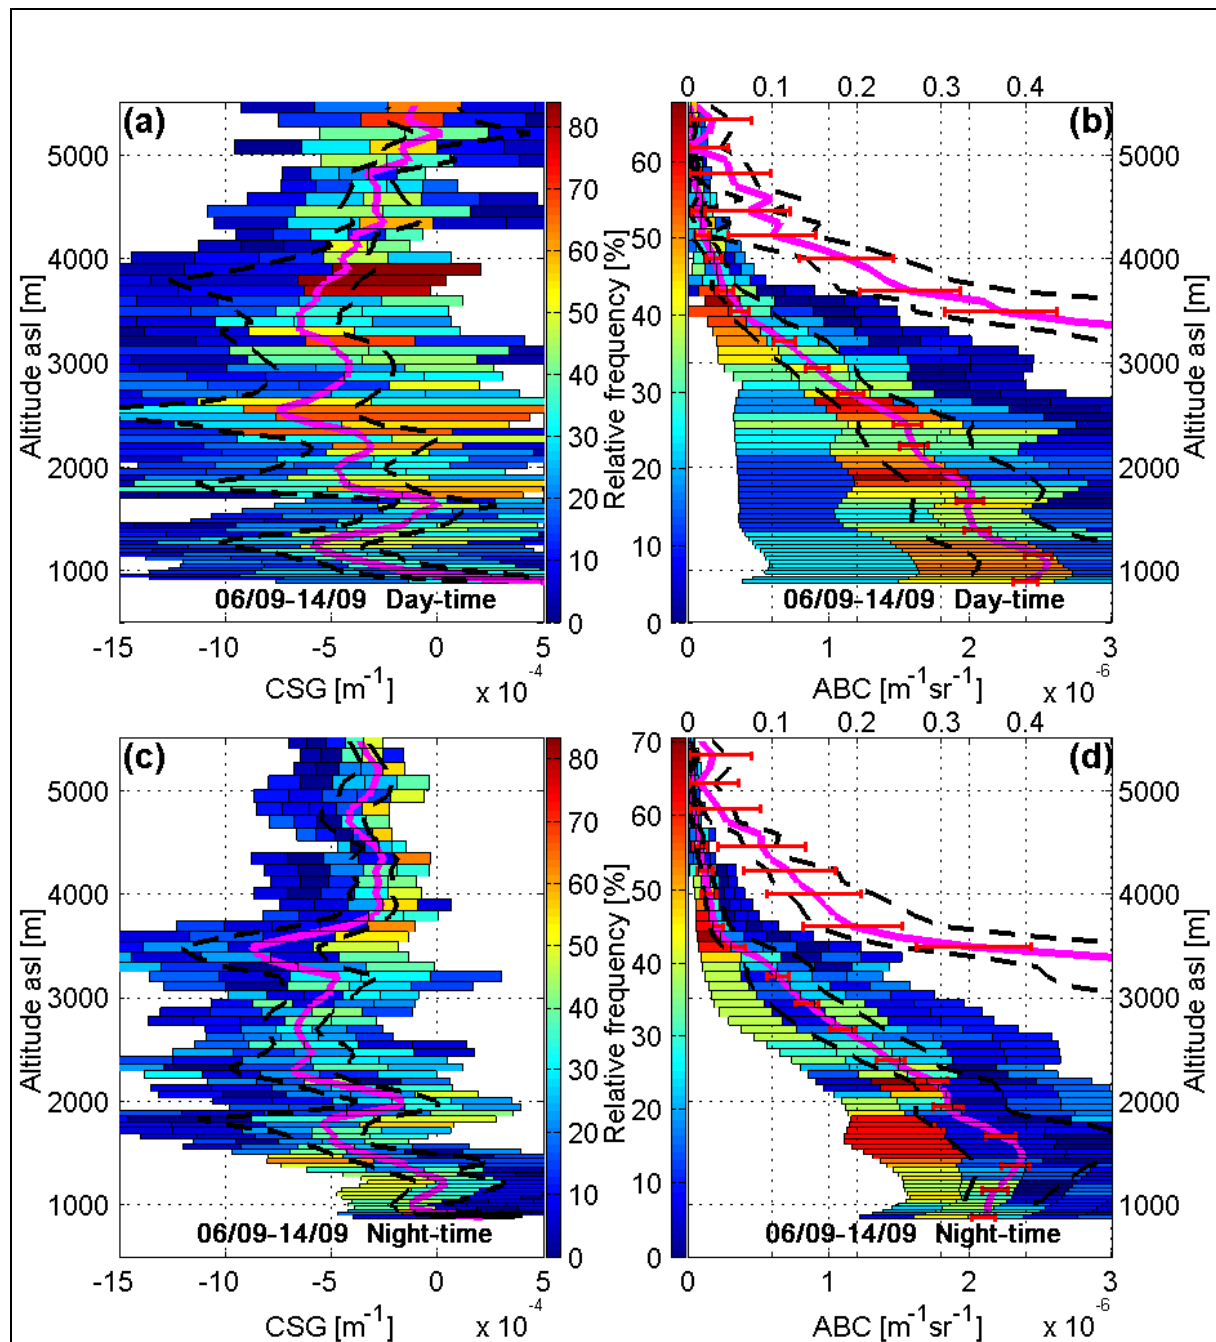 0 0.1 0.2 0.3 0.4
(a) (b)
5000 80 60 5000
70
4000 60 50 4000
50 40
3000 40 30 3000
30
2000 20 20 2000
1000 10 10 1000
0 0
Altitude asl [m] Relative frequency [%] Altitude asl [m]
06/09-14/09 Day-time 06/09-14/09 Day-time
-15 -10 -5 0 5 0 1 2 3
CSG [m-1] x 10-4 ABC [m-1sr-1] x 10-6
0 0.1 0.2 0.3 0.4
(c) (d)
70
5000 80 60 5000
70
4000 60 50 4000
50 40
3000 40 30 3000
30
2000 20 20 2000
1000 10 10 1000
0 0
Altitude asl [m] Relative frequency [%] Altitude asl [m]
06/09-14/09 Night-time 06/09-14/09 Night-time
-15 -10 -5 0 5 0 1 2 3
CSG [m-1] x 10-4 ABC [m-1sr-1] x 10-6